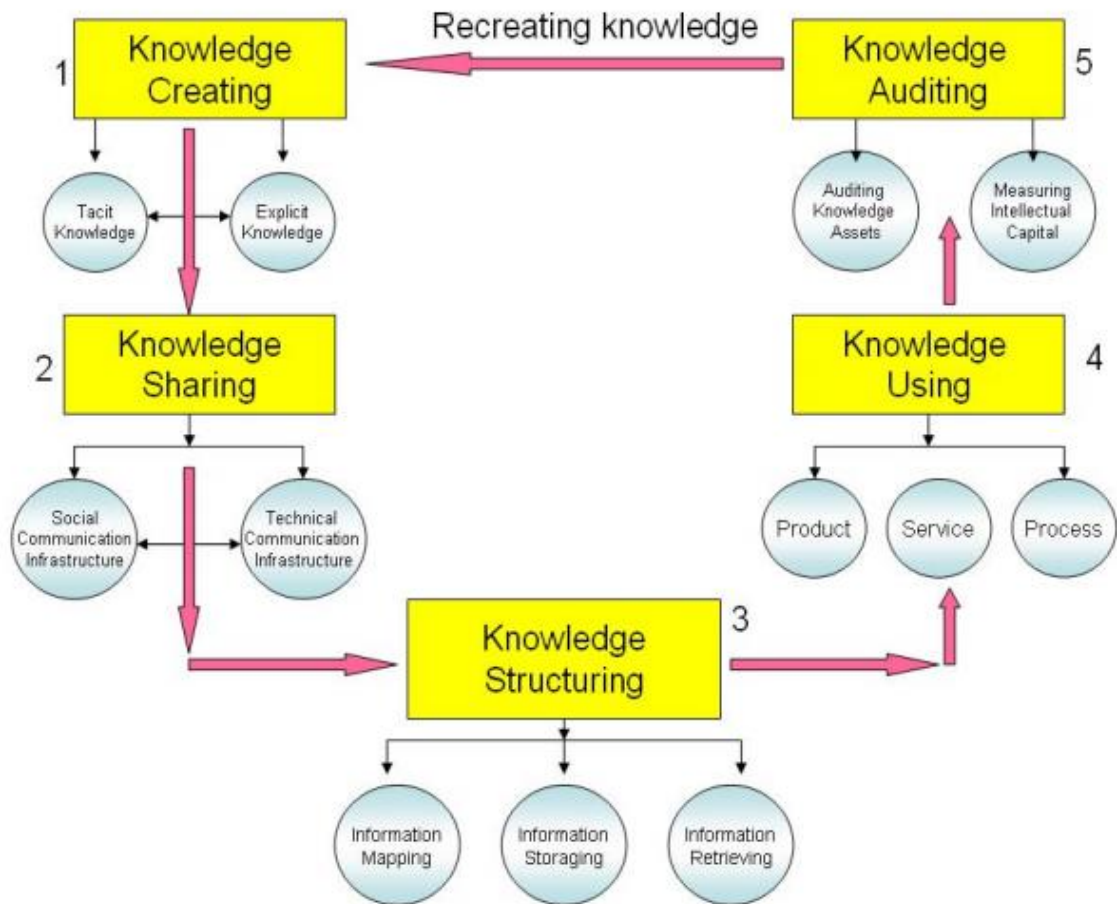 Recreating knowledge
1
Knowledge
Creating
Tacit
Knowledge
Explicit
Knowledge
2
Knowledge
Sharing
Social
Communication
Infrastructure
Technical
Communication
Infrastructure
3
Knowledge
Structuring
Information
Mapping
Information
Storaging
Information
Retrieving
4
Knowledge
Using
Product
Service
Process
5
Knowledge
Auditing
Auditing
Knowledge
Assets
Measuring
Intellectual
Capital